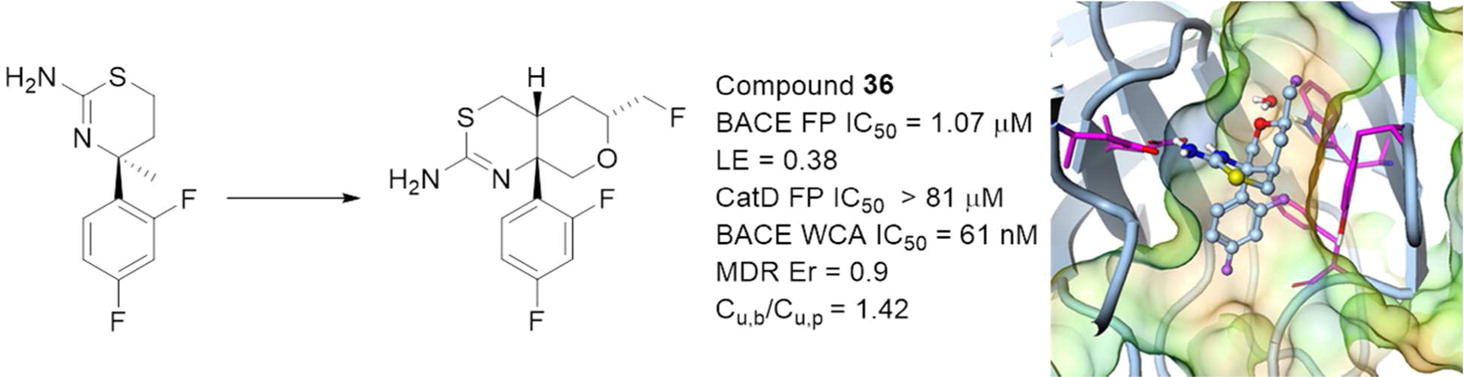 H₂N
S
N
F
F
H
S
F
O
H₂N
N
F
F
Compound 36
BACE FP IC₅₀ = 1.07 μM
LE = 0.38
CatD FP IC₅₀ > 81 μM
BACE WCA IC₅₀ = 61 nM
MDR Er = 0.9
Cᵤ,b/Cᵤ,p = 1.42